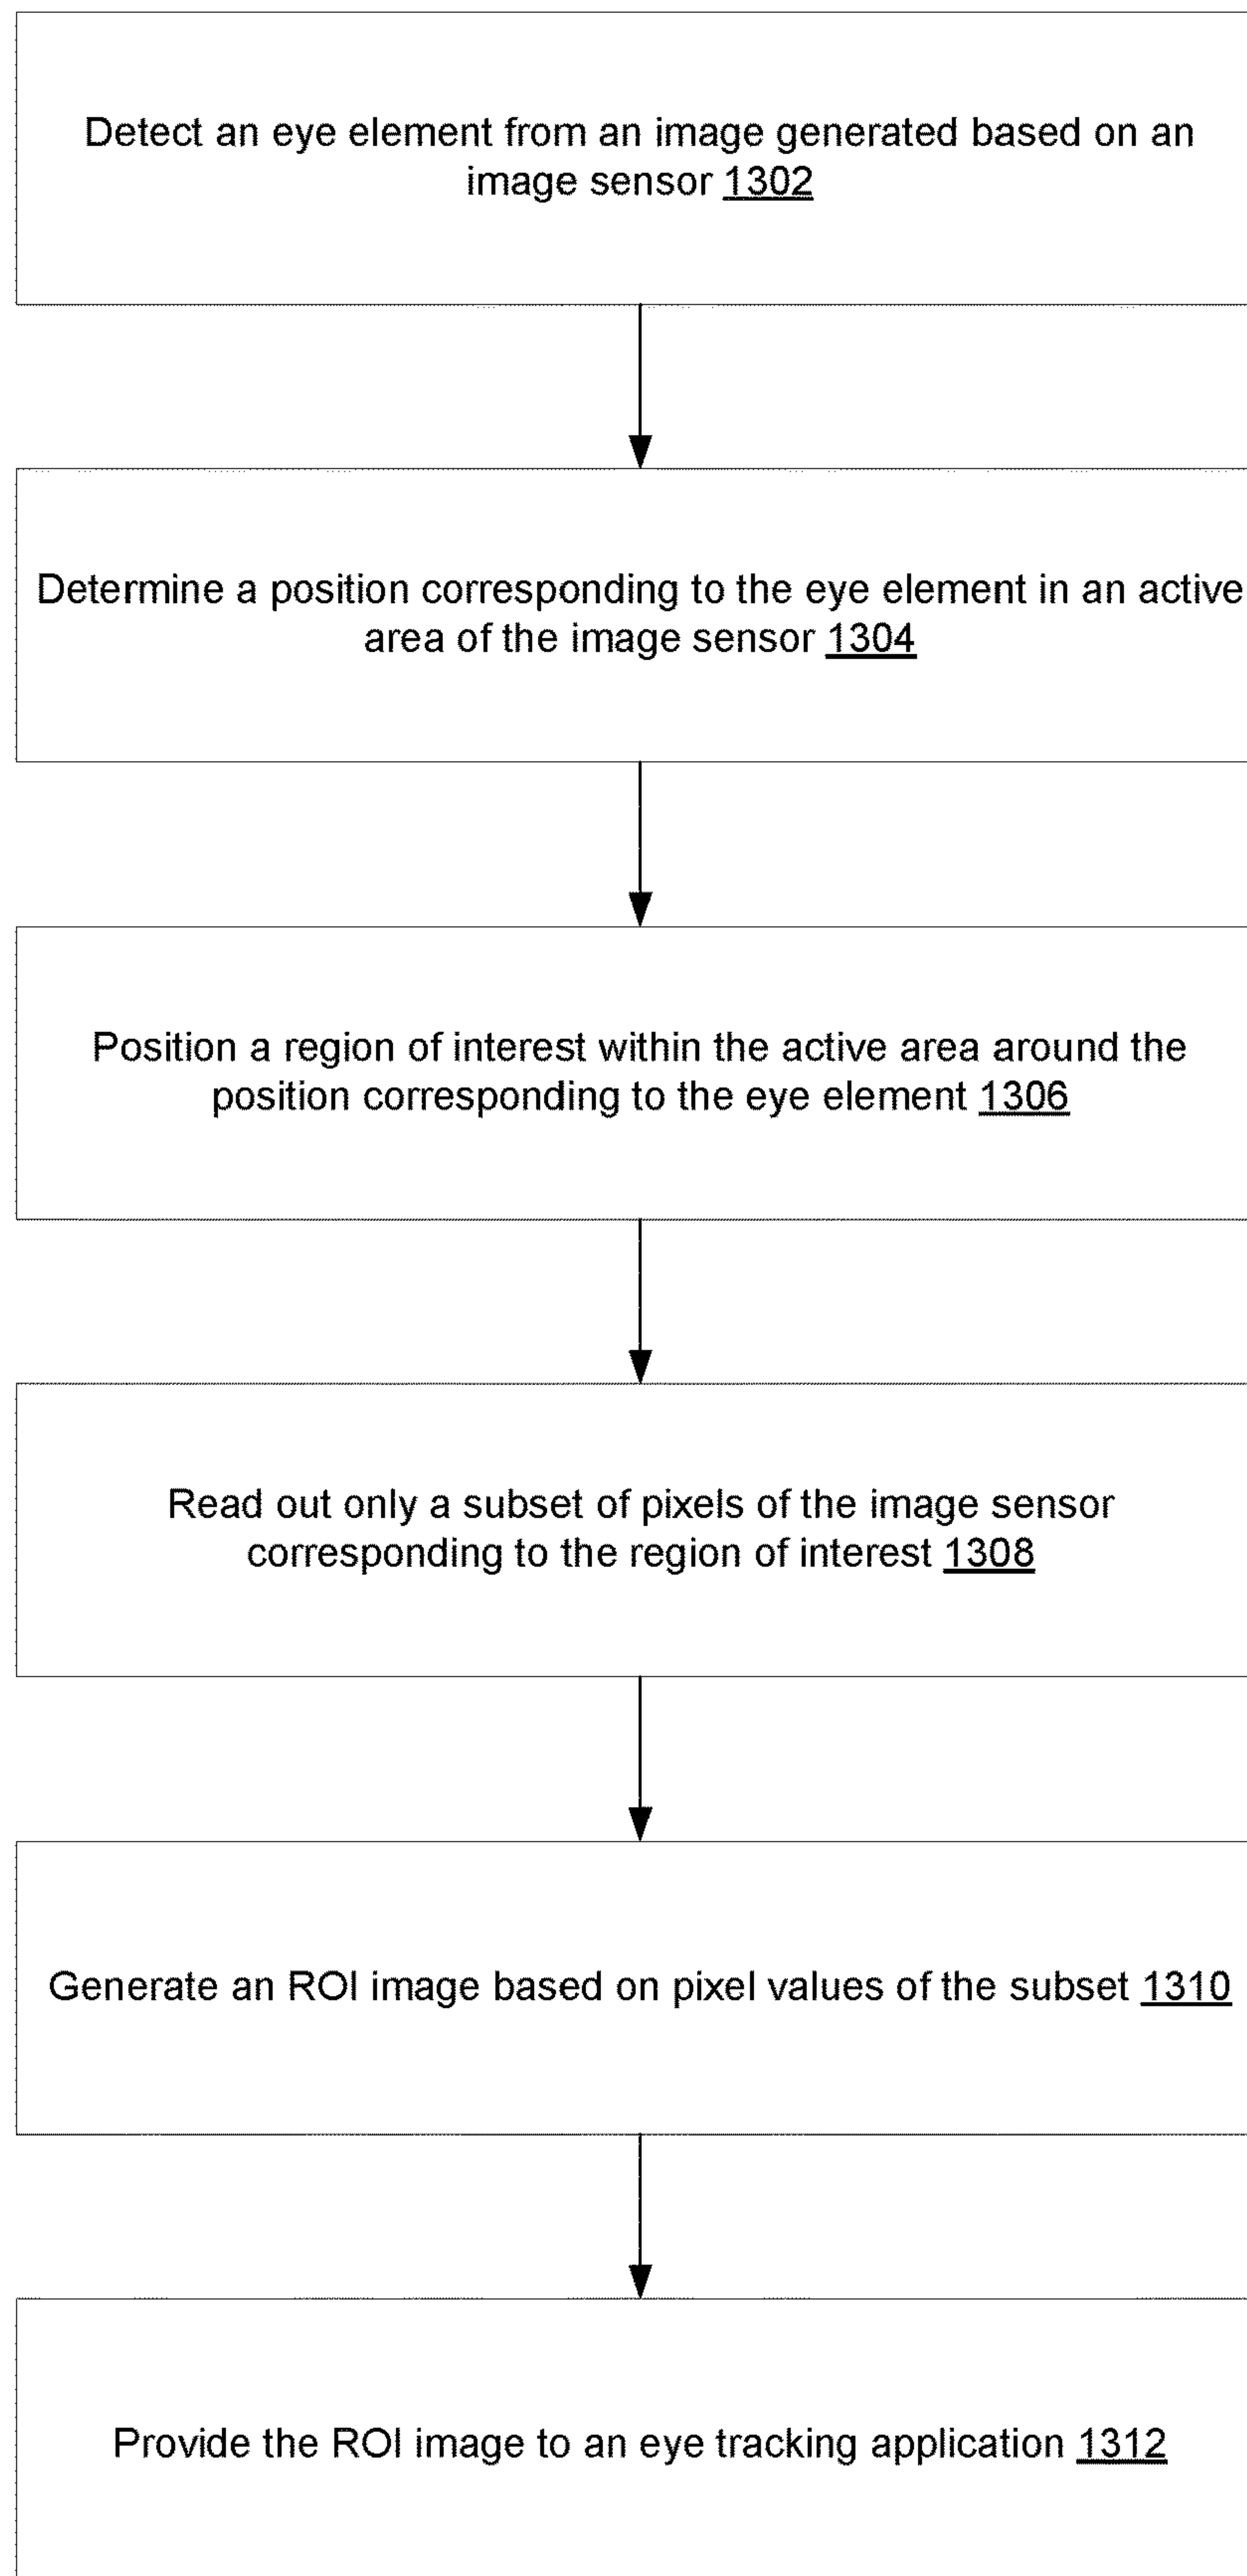 Detect an eye element from an image generated based on an
image sensor 1302
Determine a position corresponding to the eye element in an active
area of the image sensor 1304
Position a region of interest within the active area around the
position corresponding to the eye element 1306
Read out only a subset of pixels of the image sensor
corresponding to the region of interest 1308
Generate an ROI image based on pixel values of the subset 1310
Provide the ROI image to an eye tracking application 1312